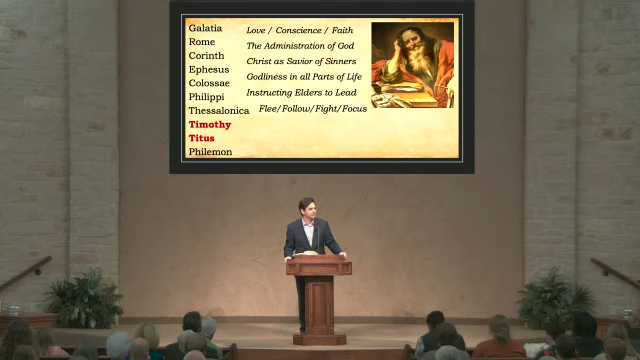 Galatia
Rome
Corinth
Ephesus
Colossae
Philippi
Thessalonica
Timothy
Titus
Philemon
Love / Conscience / Faith
The Administration of God
Christ as Savior of Sinners
Godliness in all Parts of Life
Instructing Elders to Lead
Flee/Follow/Fight/Focus